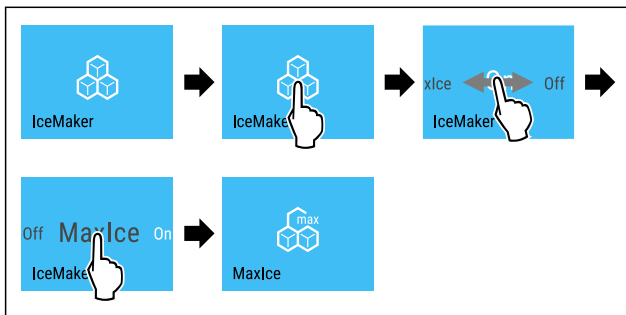 IceMaker
IceMaker
xIce Off
IceMaker
Off MaxIce On
IceMaker
max
MaxIce